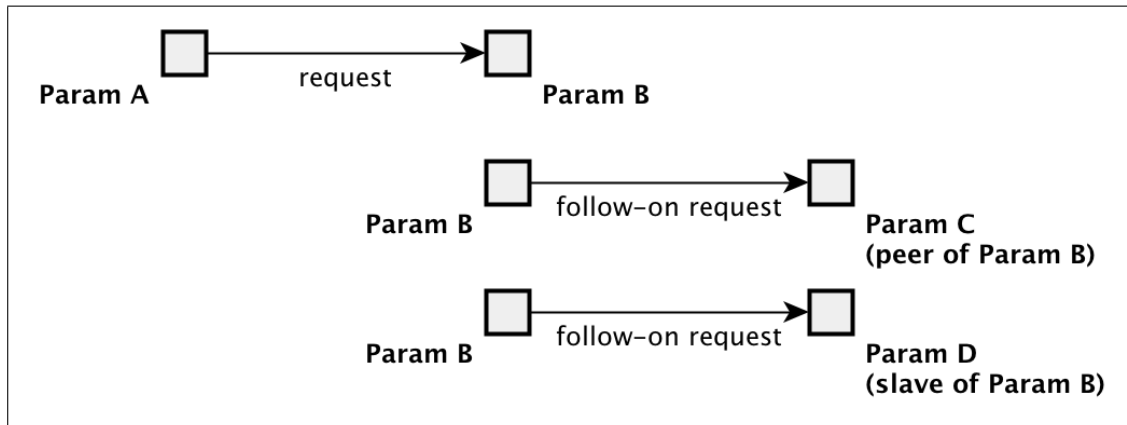 request
Param A
Param B
follow–on request
Param B
Param C
(peer of Param B)
follow–on request
Param B
Param D
(slave of Param B)